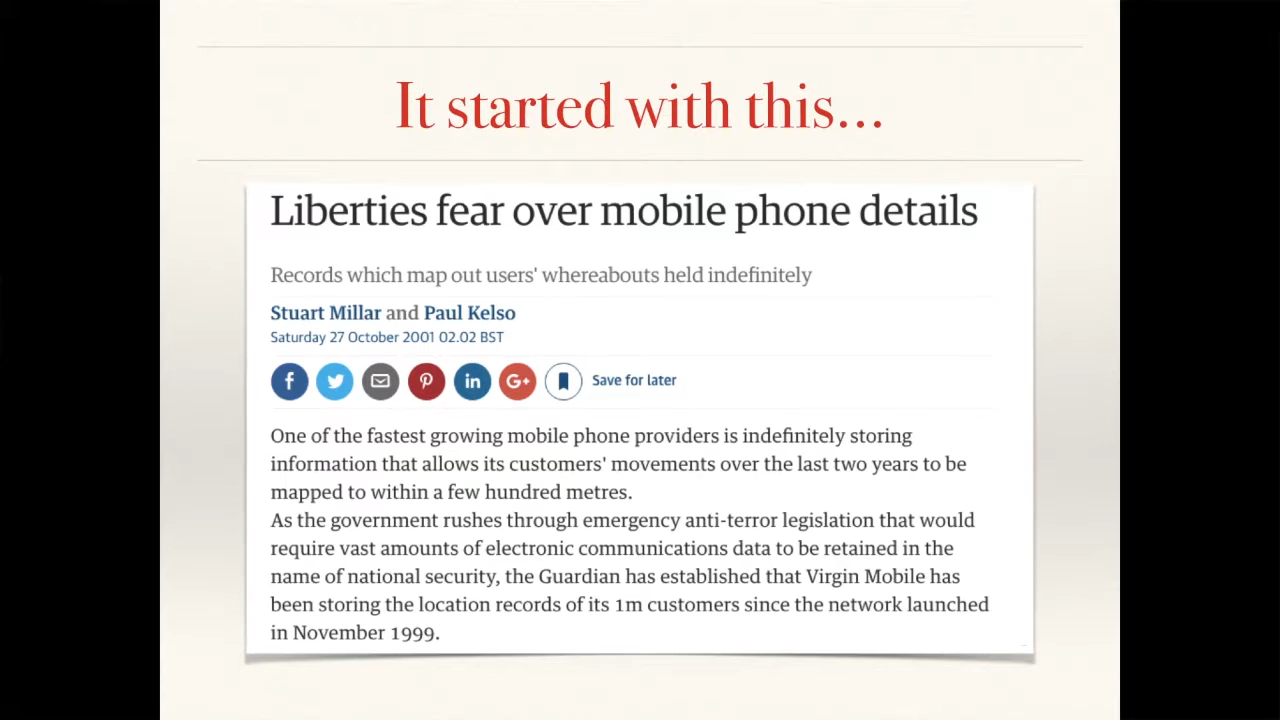 It started with this...
Liberties fear over mobile phone details
Records which map out users' whereabouts held indefinitely
Stuart Millar and Paul Kelso
Saturday 27 October 2001 02.02 BST
f in G+ Save for later
One of the fastest growing mobile phone providers is indefinitely storing
information that allows its customers' movements over the last two years to be
mapped to within a few hundred metres.
As the government rushes through emergency anti-terror legislation that would
require vast amounts of electronic communications data to be retained in the
name of national security, the Guardian has established that Virgin Mobile has
been storing the location records of its 1m customers since the network launched
in November 1999.